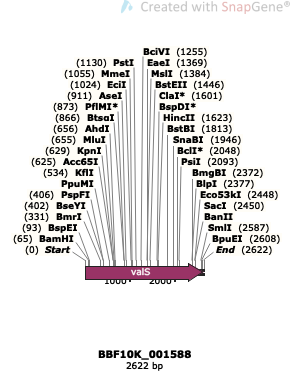 Created with SnapGene®
BciVI (1255)
(1130) PstI EaeI (1369)
(1055) MmeI MslI (1384)
(1024) EciI BstEII (1446)
(911) AseI ClaI* (1601)
(873) PflMI* BspDI*
(866) BtsαI HincII (1623)
(656) AhdI BstBI (1813)
(655) MluI SnaBI (1946)
(629) KpnI BclI* (2048)
(625) Acc65I PsiI (2093)
(534) KflI BmgBI (2372)
PpuMI BlpI (2377)
(406) PspFI Eco53kI (2448)
(402) BseYI SacI (2450)
(331) BmrI BanII
(93) BspEI SmlI (2587)
(65) BamHI BpuEI (2608)
(0) Start End (2622)
valS
1000 2000
BBF10K_001588
2622 bp